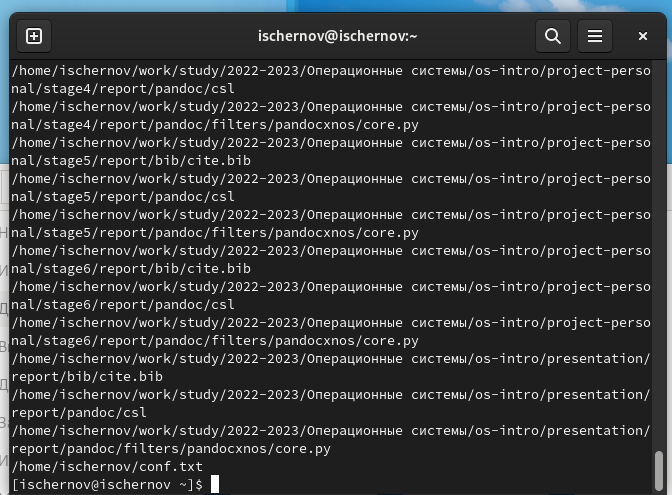 ischernov@ischernov:~
/home/ischernov/work/study/2022-2023/Операционные системы/os-intro/project-perso
nal/stage4/report/pandoc/csl
/home/ischernov/work/study/2022-2023/Операционные системы/os-intro/project-perso
nal/stage4/report/pandoc/filters/pandocxnos/core.py
/home/ischernov/work/study/2022-2023/Операционные системы/os-intro/project-perso
nal/stage5/report/bib/cite.bib
/home/ischernov/work/study/2022-2023/Операционные системы/os-intro/project-perso
nal/stage5/report/pandoc/csl
/home/ischernov/work/study/2022-2023/Операционные системы/os-intro/project-perso
nal/stage5/report/pandoc/filters/pandocxnos/core.py
/home/ischernov/work/study/2022-2023/Операционные системы/os-intro/project-perso
nal/stage6/report/bib/cite.bib
/home/ischernov/work/study/2022-2023/Операционные системы/os-intro/project-perso
nal/stage6/report/pandoc/csl
/home/ischernov/work/study/2022-2023/Операционные системы/os-intro/project-perso
nal/stage6/report/pandoc/filters/pandocxnos/core.py
/home/ischernov/work/study/2022-2023/Операционные системы/os-intro/presentation/
report/bib/cite.bib
/home/ischernov/work/study/2022-2023/Операционные системы/os-intro/presentation/
report/pandoc/csl
/home/ischernov/work/study/2022-2023/Операционные системы/os-intro/presentation/
report/pandoc/filters/pandocxnos/core.py
/home/ischernov/conf.txt
[ischernov@ischernov ~]$